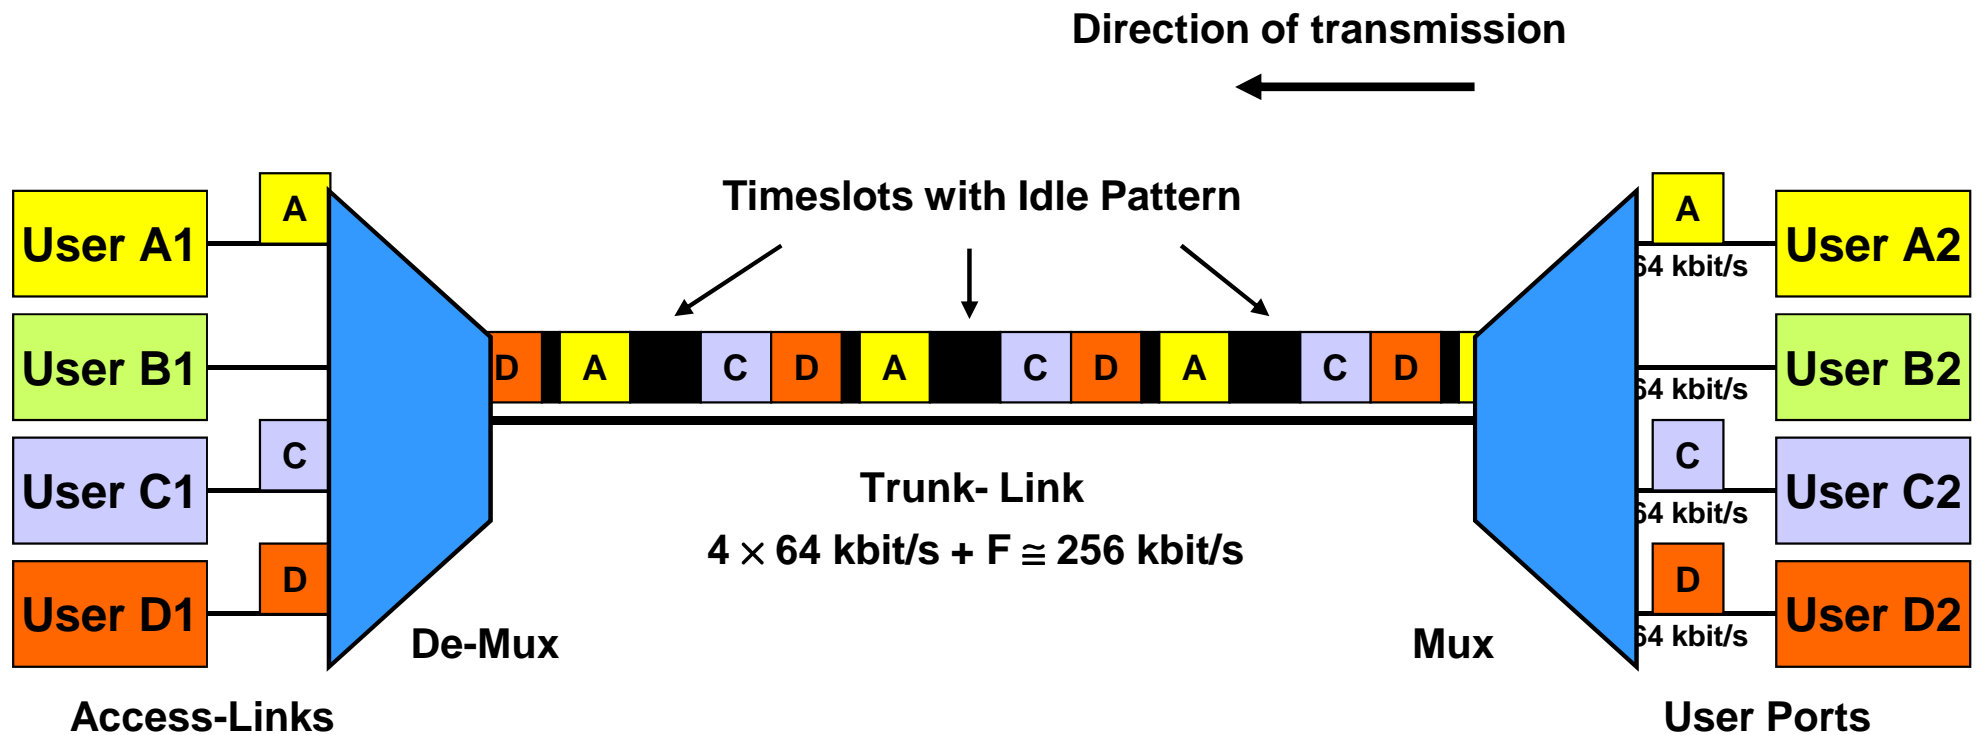 Direction of transmission
Timeslots with Idle Pattern
A
A
User A1
User A2
64 kbit/s
User B1
D
A
C
D
A
C
D
A
C
D
User B2
64 kbit/s
C
C
User C1
User C2
Trunk- Link
64 kbit/s
4 × 64 kbit/s + F ≅ 256 kbit/s
D
D
User D1
User D2
64 kbit/s
De-Mux
Mux
Access-Links
User Ports